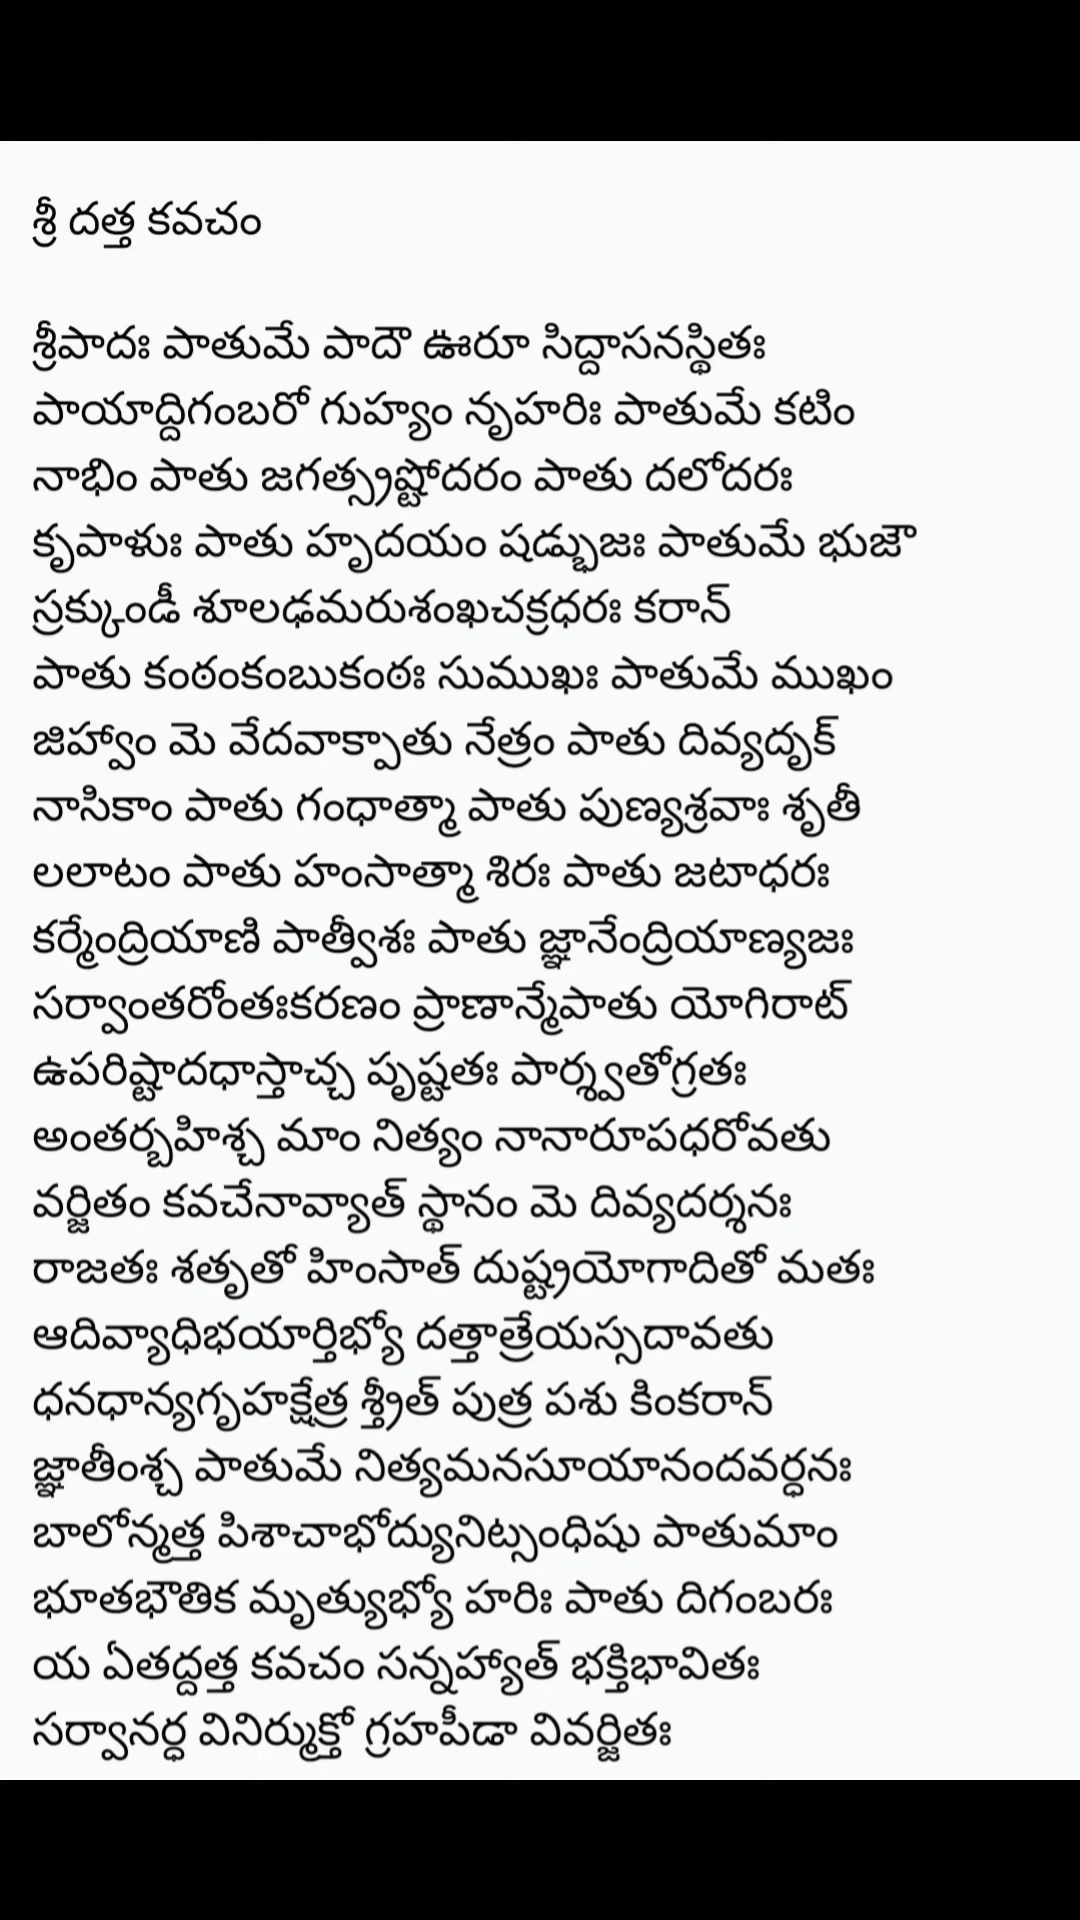 శ్రీ దత్త కవచం
శ్రీపాదః పాతుమే పాదౌ ఊరూ సిద్దాసనస్థితః
పాయాద్దిగంబరో గుహ్యం నృహరిః పాతుమే కటిం
నాభిం పాతు జగత్స్రష్టోదరం పాతు దలోదరః
కృపాళుః పాతు హృదయం షడ్భుజః పాతుమే భుజౌ
స్రక్కుండీ శూలఢమరుశంఖచక్రధరః కరాన్
పాతు కంఠంకంబుకంఠః సుముఖః పాతుమే ముఖం
జిహ్వాం మె వేదవాక్పాతు నేత్రం పాతు దివ్యదృక్
నాసికాం పాతు గంధాత్మా పాతు పుణ్యశ్రవాః శృతీ
లలాటం పాతు హంసాత్మా శిరః పాతు జటాధరః
కర్మేంద్రియాణి పాత్వీశః పాతు జ్ఞానేంద్రియాణ్యజః
సర్వాంతరోంతఃకరణం ప్రాణాన్మేపాతు యోగిరాట్
ఉపరిష్టాదధాస్తాచ్చ పృష్టతః పార్శ్వతోగ్రతః
అంతర్బహిశ్చ మాం నిత్యం నానారూపధరోవతు
వర్జితం కవచేనావ్యాత్ స్థానం మె దివ్యదర్శనః
రాజతః శతృతో హింసాత్ దుష్ట్రయోగాదితో మతః
ఆదివ్యాధిభయార్తిభ్యో దత్తాత్రేయస్సదావతు
ధనధాన్యగృహక్షేత్ర శ్త్రీత్ పుత్ర పశు కింకరాన్
జ్ఞాతీంశ్చ పాతుమే నిత్యమనసూయానందవర్ధనః
బాలోన్మత్త పిశాచాభోద్యునిట్సంధిషు పాతుమాం
భూతభౌతిక మృత్యుభ్యో హరిః పాతు దిగంబరః
య ఏతద్దత్త కవచం సన్నహ్యాత్ భక్తిభావితః
సర్వానర్ధ వినిర్ముక్తో గ్రహపీడా వివర్జితః